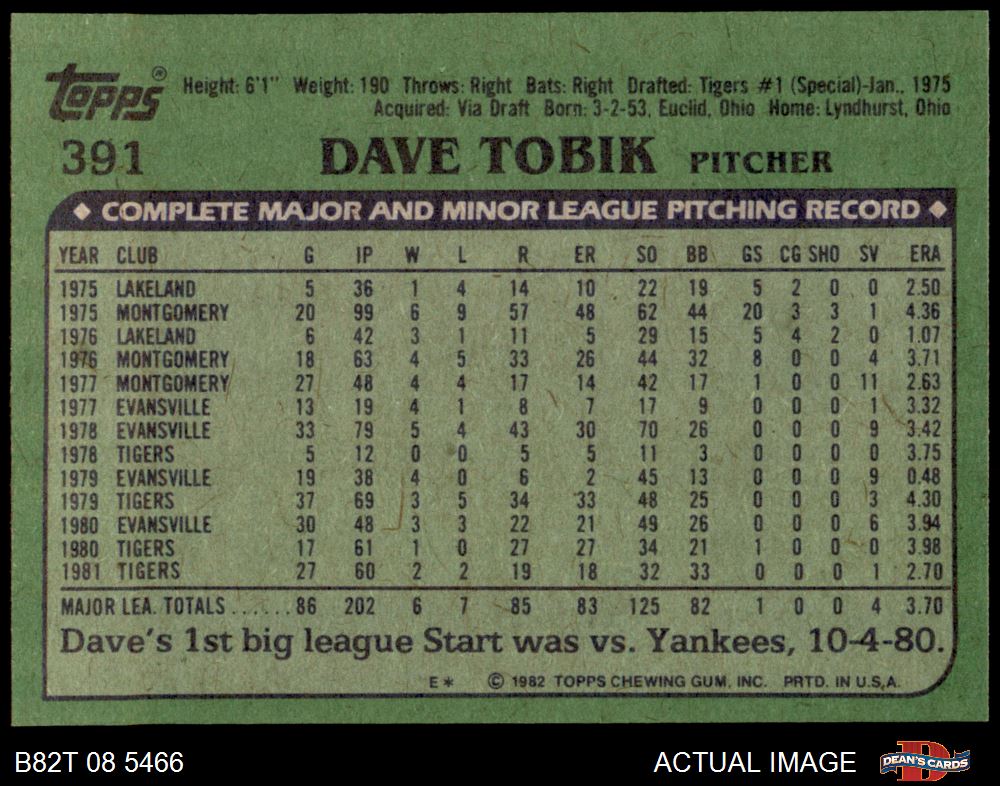 Topps® Height: 6'1" Weight: 190 Throws: Right Bats: Right Drafted: Tigers #1 (Special)-Jan., 1975
Acquired: Via Draft Born: 3-2-53, Euclid, Ohio Home: Lyndhurst, Ohio
391 DAVE TOBIK PITCHER
◆ COMPLETE MAJOR AND MINOR LEAGUE PITCHING RECORD ◆
YEAR CLUB G IP W L R ER SO BB GS CG SHO SV ERA
1975 LAKELAND 5 36 1 4 14 10 22 19 5 2 0 0 2.50
1975 MONTGOMERY 20 99 6 9 57 48 62 44 20 3 3 1 4.36
1976 LAKELAND 6 42 3 1 11 5 29 15 5 4 2 0 1.07
1976 MONTGOMERY 18 63 4 5 33 26 44 32 8 0 0 4 3.71
1977 MONTGOMERY 27 48 4 4 17 14 42 17 1 0 0 11 2.63
1977 EVANSVILLE 13 19 4 1 8 7 17 9 0 0 0 1 3.32
1978 EVANSVILLE 33 79 5 4 43 30 70 26 0 0 0 9 3.42
1978 TIGERS 5 12 0 0 5 5 11 3 0 0 0 0 3.75
1979 EVANSVILLE 19 38 4 0 6 2 45 13 0 0 0 9 0.48
1979 TIGERS 37 69 3 5 34 33 48 25 0 0 0 3 4.30
1980 EVANSVILLE 30 48 3 3 22 21 49 26 0 0 0 6 3.94
1980 TIGERS 17 61 1 0 27 27 34 21 1 0 0 0 3.98
1981 TIGERS 27 60 2 2 19 18 32 33 0 0 0 1 2.70
MAJOR LEA. TOTALS ...... 86 202 6 7 85 83 125 82 1 0 0 4 3.70
Dave's 1st big league Start was vs. Yankees, 10-4-80.
E* © 1982 TOPPS CHEWING GUM, INC. PRTD. IN U.S.A.
B82T 08 5466 ACTUAL IMAGE DEAN'S CARDS